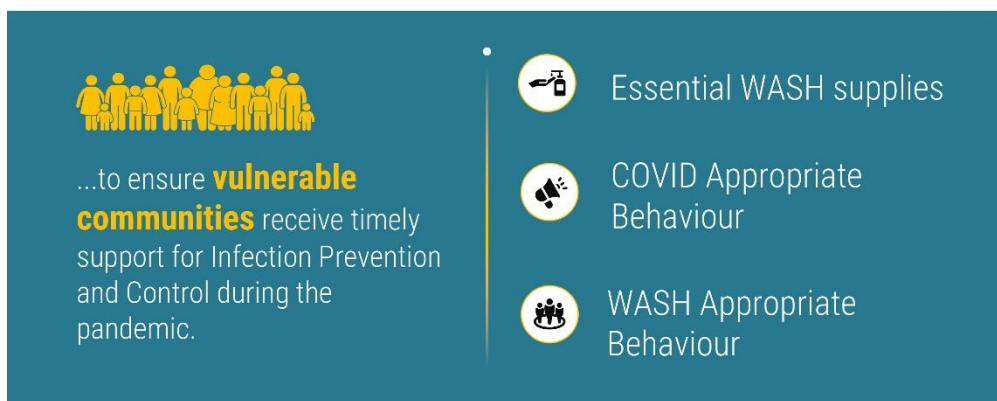 ...to ensure vulnerable
communities receive timely
support for Infection Prevention
and Control during the
pandemic.
Essential WASH supplies
COVID Appropriate
Behaviour
WASH Appropriate
Behaviour